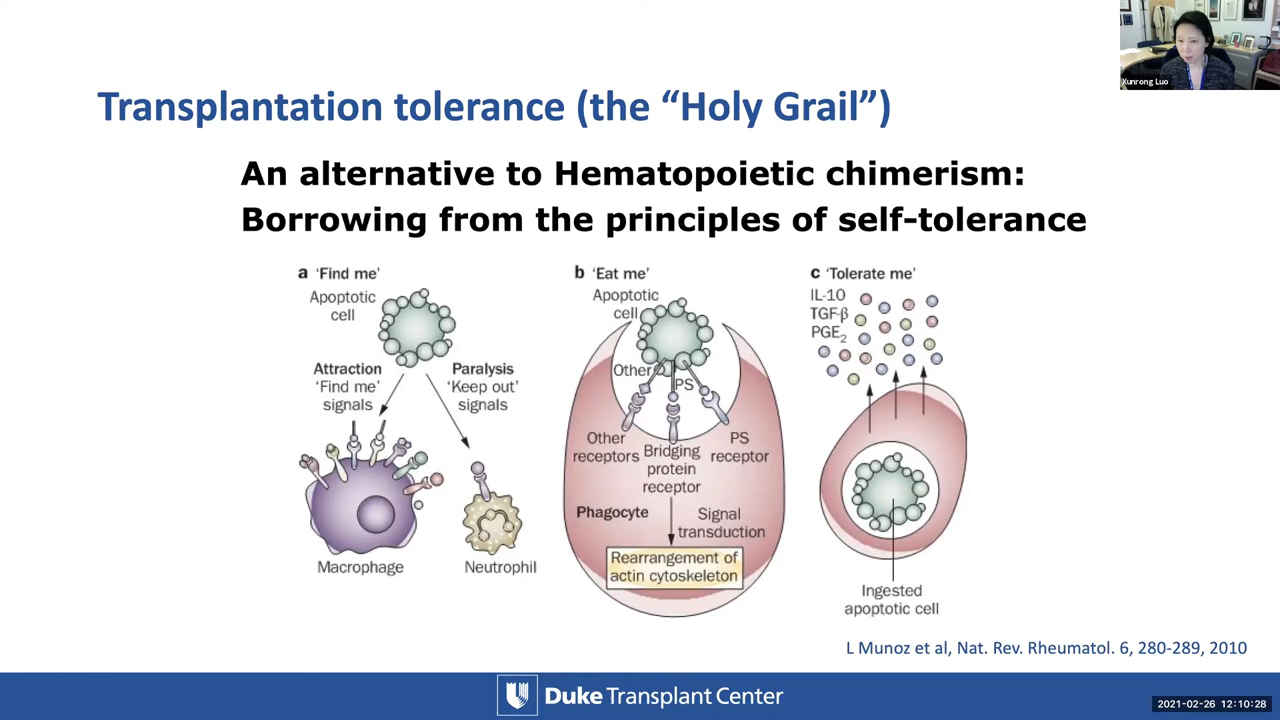 Xunrong Luo
Transplantation tolerance (the “Holy Grail”)
An alternative to Hematopoietic chimerism:
Borrowing from the principles of self-tolerance
a ‘Find me’
Apoptotic
cell
Attraction
‘Find me’
signals
Paralysis
‘Keep out’
signals
Macrophage
Neutrophil
b ‘Eat me’
Apoptotic
cell
Other
PS
Other
receptors
Bridging
protein
receptor
PS
receptor
Phagocyte
Signal
transduction
Rearrangement of
actin cytoskeleton
c ‘Tolerate me’
IL-10
TGF-β
PGE2
Ingested
apoptotic cell
L Munoz et al, Nat. Rev. Rheumatol. 6, 280-289, 2010
Duke Transplant Center
2021-02-26 12:10:28